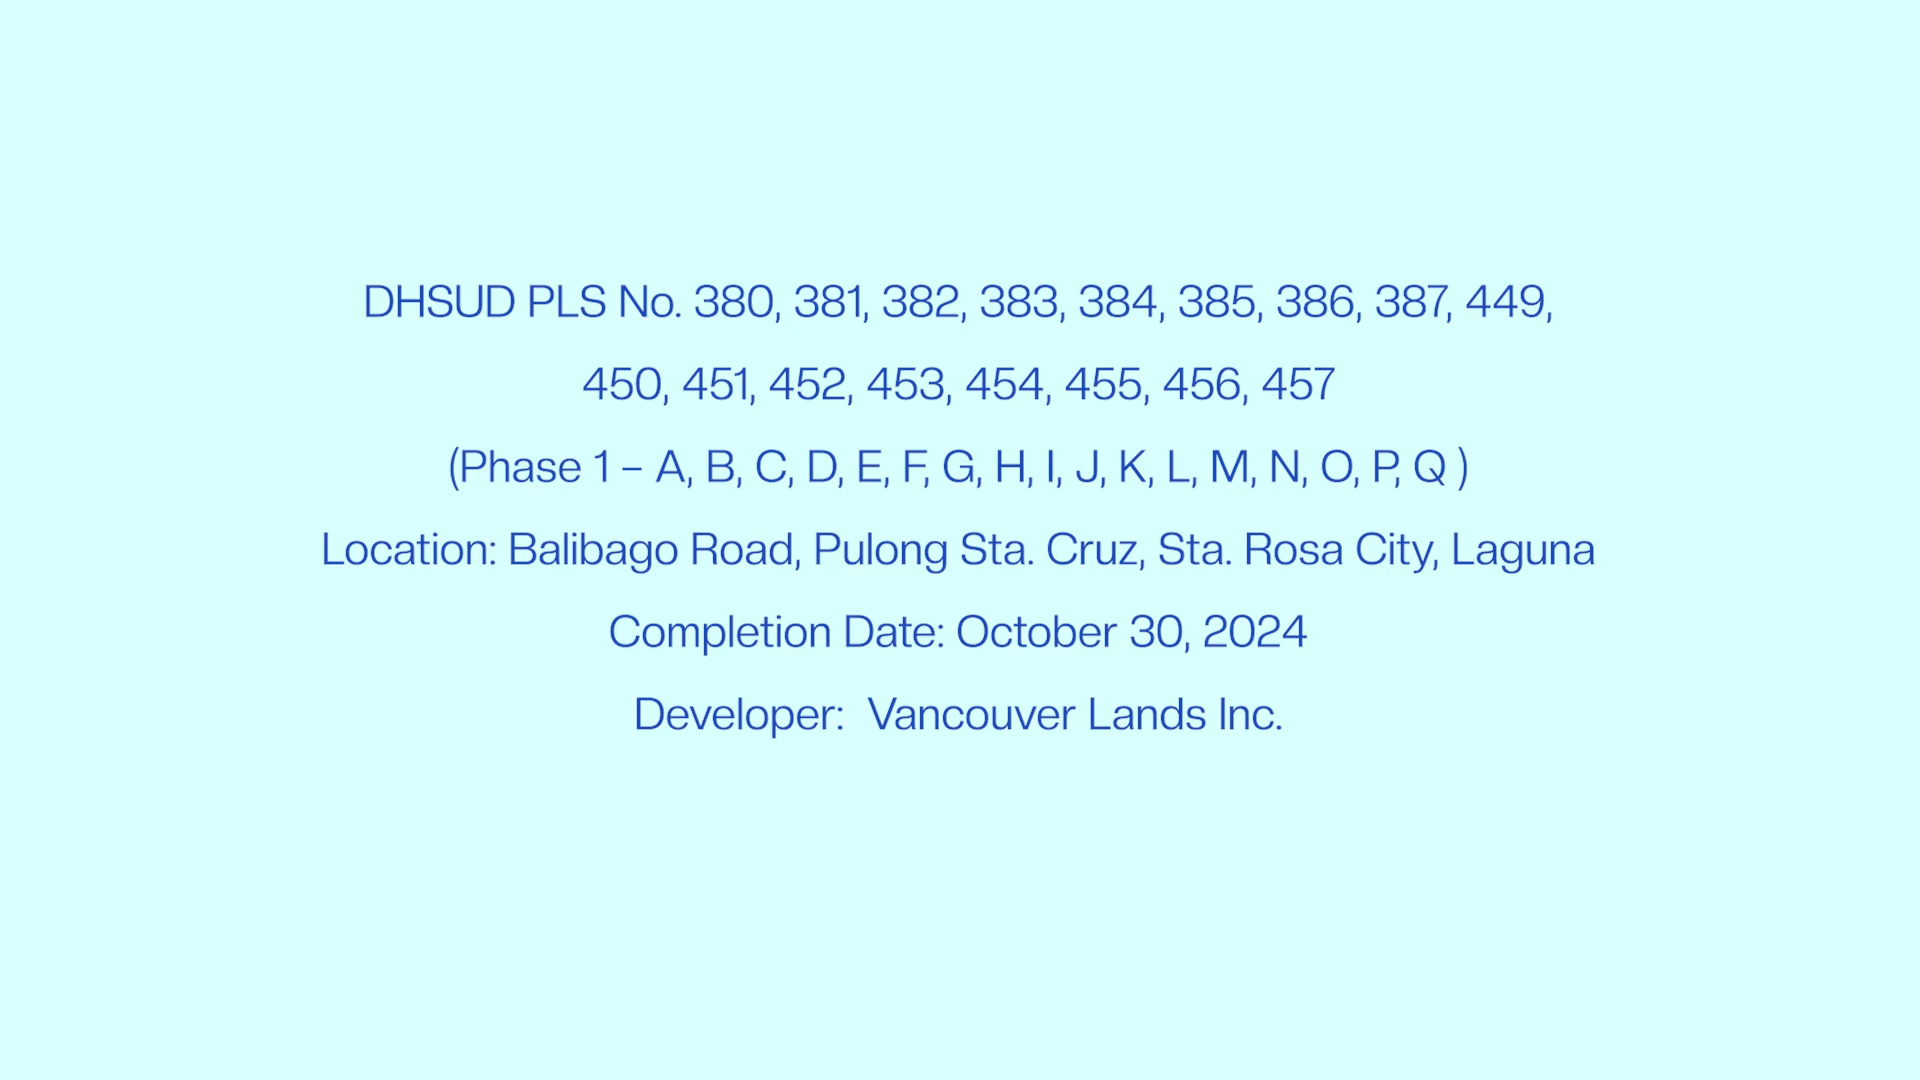 DHSUD PLS No. 380, 381, 382, 383, 384, 385, 386, 387, 449,
450, 451, 452, 453, 454, 455, 456, 457
(Phase 1 – A, B, C, D, E, F, G, H, I, J, K, L, M, N, O, P, Q )
Location: Balibago Road, Pulong Sta. Cruz, Sta. Rosa City, Laguna
Completion Date: October 30, 2024
Developer:  Vancouver Lands Inc.